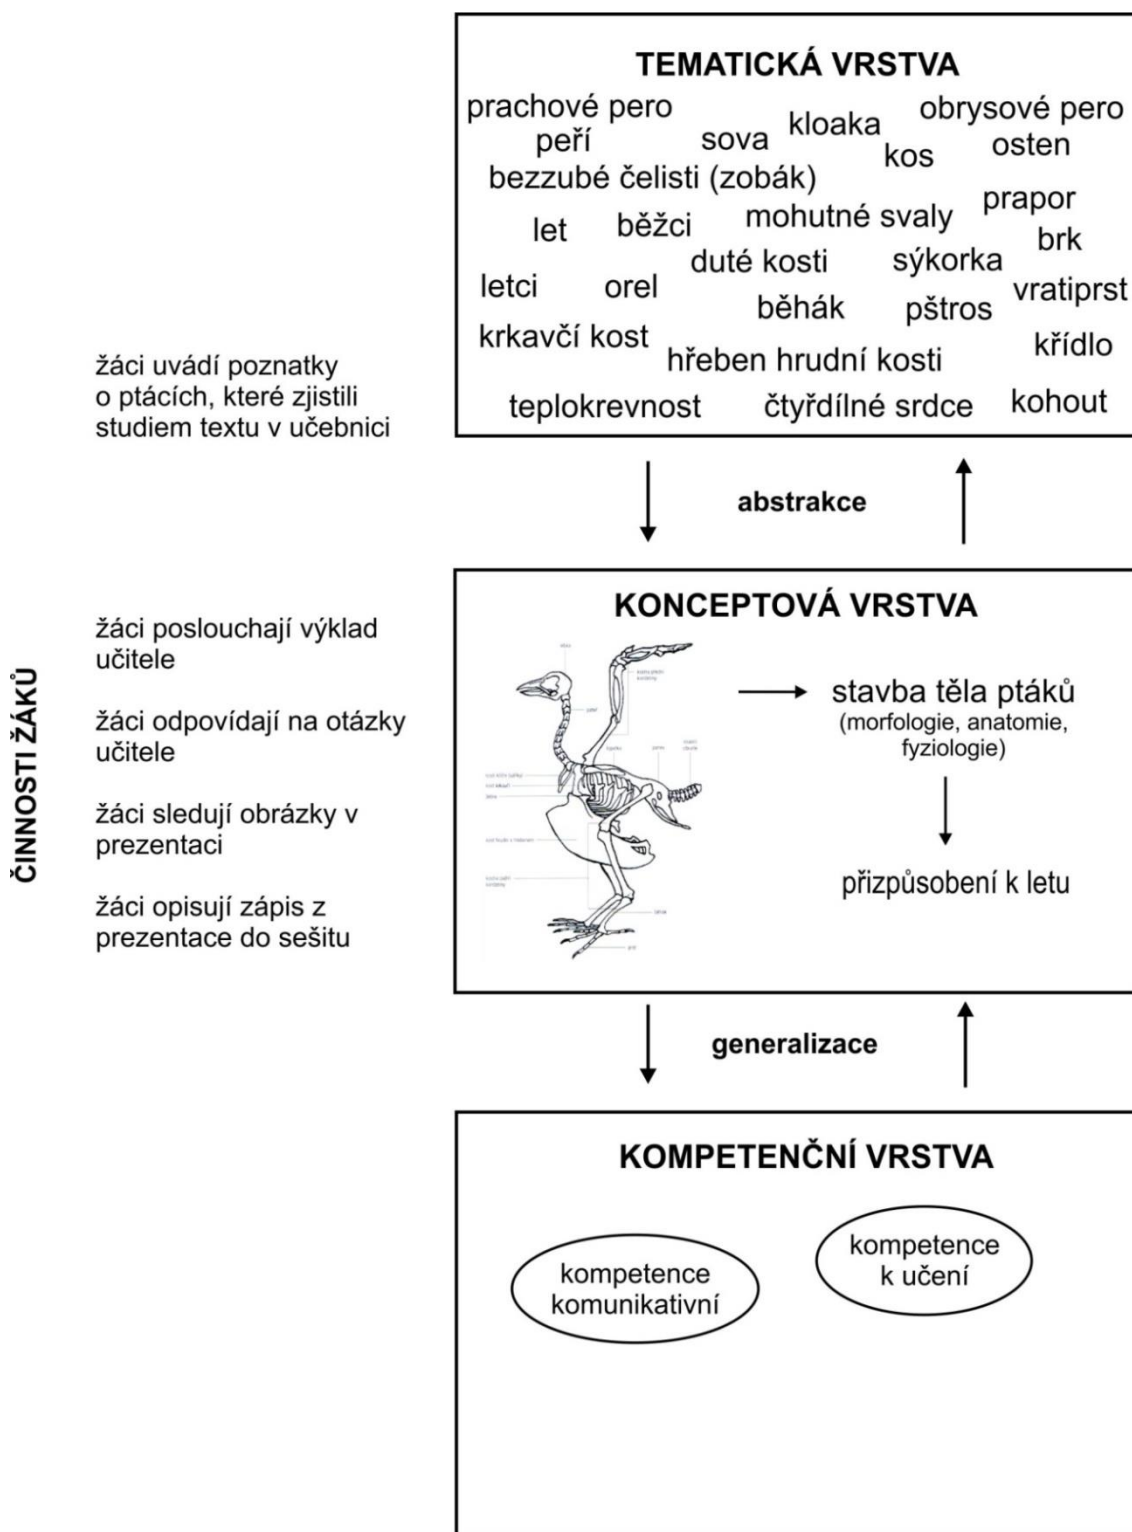 TEMATICKÁ VRSTVA
prachové pero
obrysové pero
peří
sova
kloaka
kos
osten
bezzubé čelisti (zobák)
prapor
let
běžci
mohutné svaly
brk
duté kosti
sýkorka
letci
orel
vratiprst
běhák
pštros
krkavčí kost
hřeben hrudní kosti
křídlo
teplokrevnost
čtyřdílné srdce
kohout
žáci uvádí poznatky
o ptácích, které zjistili
studiem textu v učebnici
abstrakce
ČINNOSTI ŽÁKŮ
žáci poslouchají výklad
učitele
žáci odpovídají na otázky
učitele
žáci sledují obrázky v
prezentaci
žáci opisují zápis z
prezentace do sešitu
KONCEPTOVÁ VRSTVA
stavba těla ptáků
(morfologie, anatomie,
fyziologie)
přizpůsobení k letu
generalizace
KOMPETENČNÍ VRSTVA
kompetence
komunikativní
kompetence
k učení